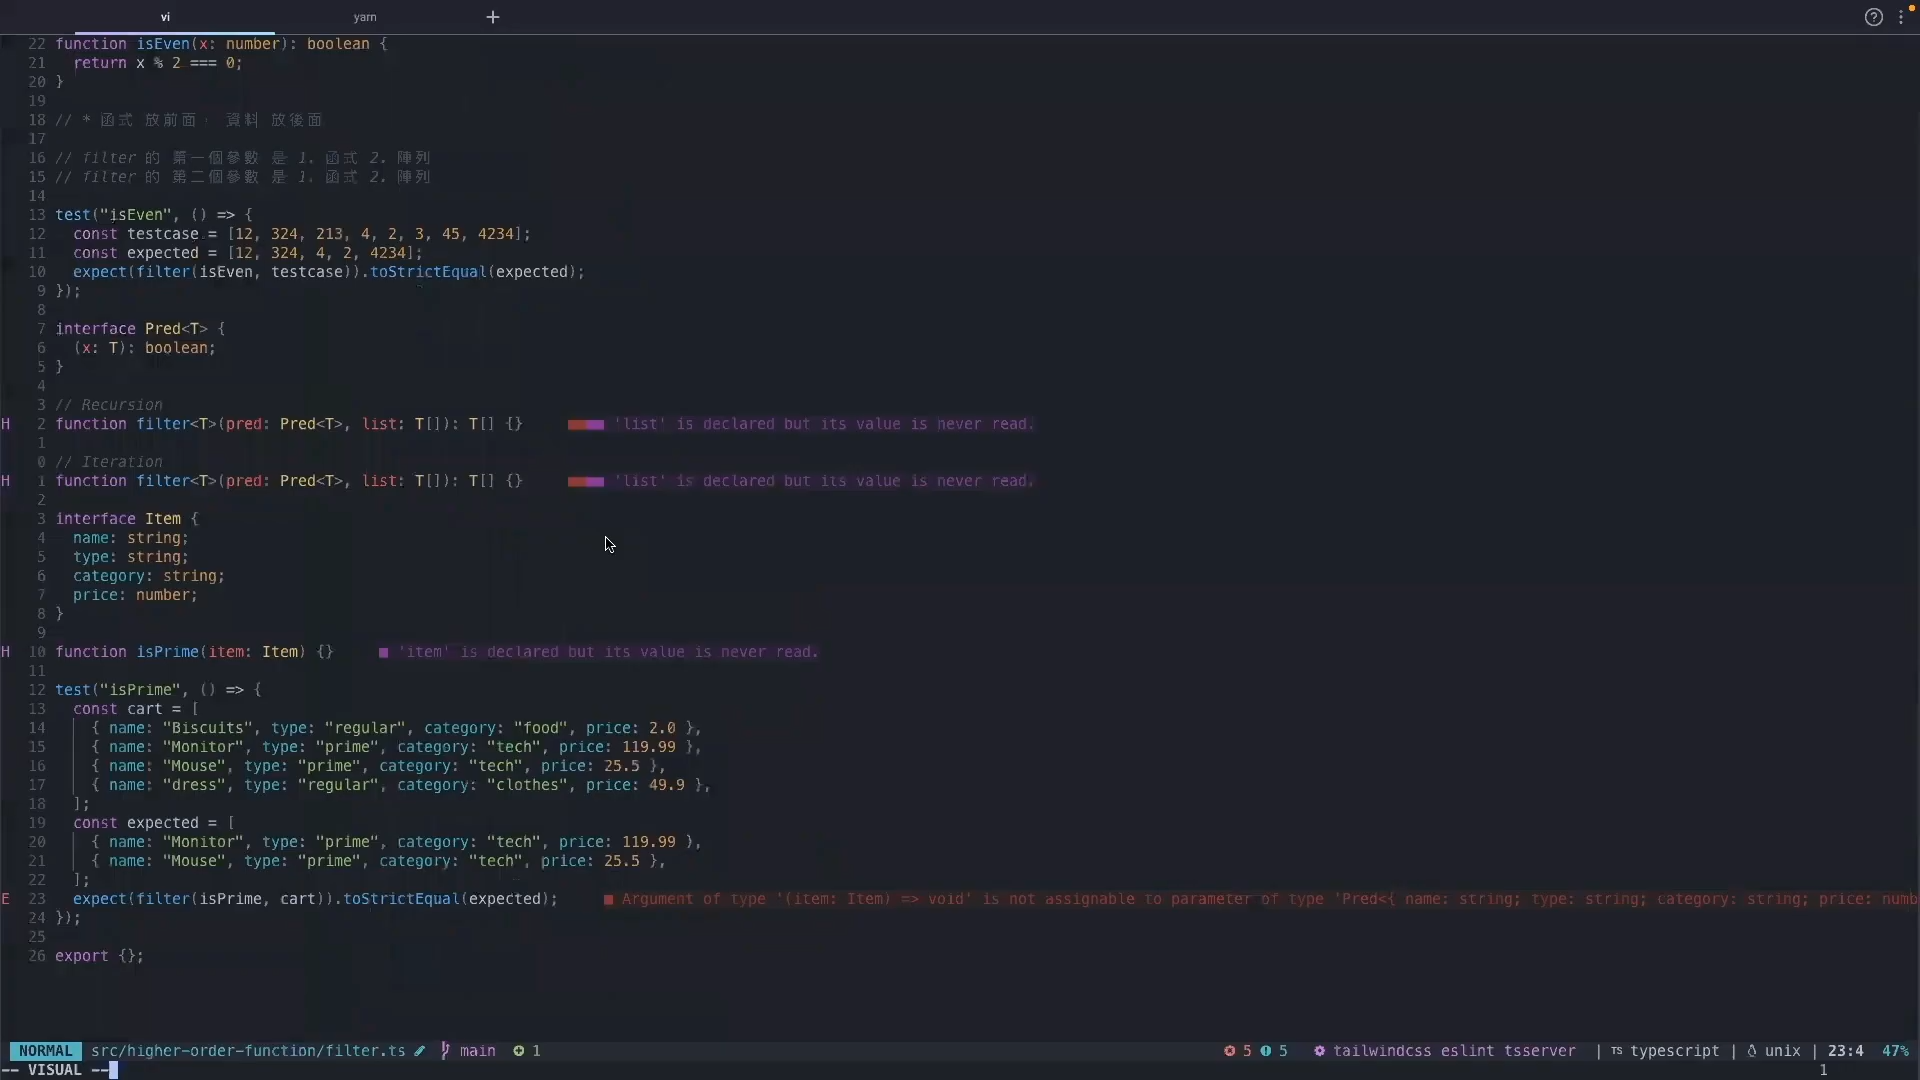 vi yarn +
22 function isEven(x: number): boolean {
21 return x % 2 === 0;
20 }
19
18 // * 函式 放前面, 資料 放後面
17
16 // filter 的 第一個參數 是 1. 函式 2. 陣列
15 // filter 的 第二個參數 是 1. 函式 2. 陣列
14
13 test("isEven", () => {
12 const testcase = [12, 324, 213, 4, 2, 3, 45, 4234];
11 const expected = [12, 324, 4, 2, 4234];
10 expect(filter(isEven, testcase)).toStrictEqual(expected);
9 });
8
7 interface Pred<T> {
6 (x: T): boolean;
5 }
4
3 // Recursion
H 2 function filter<T>(pred: Pred<T>, list: T[]): T[] {} 'list' is declared but its value is never read.
1
0 // Iteration
H 1 function filter<T>(pred: Pred<T>, list: T[]): T[] {} 'list' is declared but its value is never read.
2
3 interface Item {
4 name: string;
5 type: string;
6 category: string;
7 price: number;
8 }
9
H 10 function isPrime(item: Item) {} 'item' is declared but its value is never read.
11
12 test("isPrime", () => {
13 const cart = [
14 { name: "Biscuits", type: "regular", category: "food", price: 2.0 },
15 { name: "Monitor", type: "prime", category: "tech", price: 119.99 },
16 { name: "Mouse", type: "prime", category: "tech", price: 25.5 },
17 { name: "dress", type: "regular", category: "clothes", price: 49.9 },
18 ];
19 const expected = [
20 { name: "Monitor", type: "prime", category: "tech", price: 119.99 },
21 { name: "Mouse", type: "prime", category: "tech", price: 25.5 },
22 ];
E 23 expect(filter(isPrime, cart)).toStrictEqual(expected); Argument of type '(item: Item) => void' is not assignable to parameter of type 'Pred<{ name: string; type: string; category: string; price: numb
24 });
25
26 export {};
NORMAL src/higher-order-function/filter.ts main 1 5 5 tailwindcss eslint tsserver | TS typescript | unix | 23:4 47%
-- VISUAL -- 1